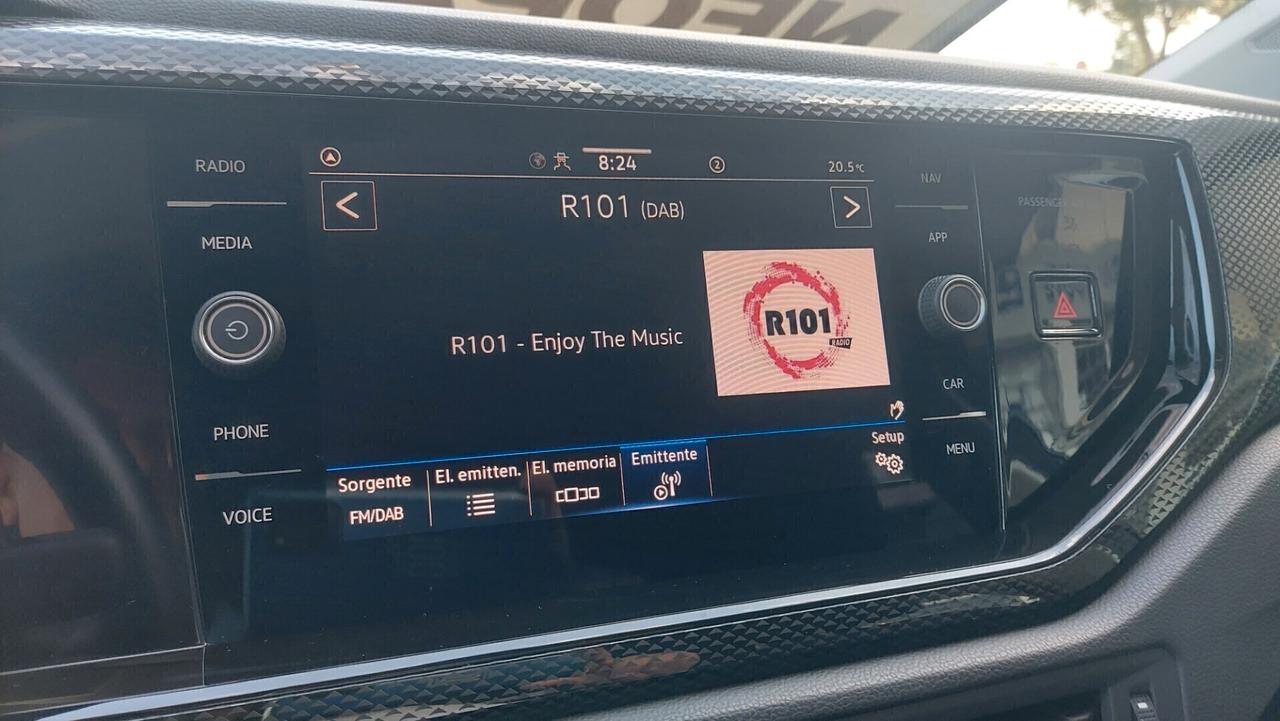 RADIO
MEDIA
PHONE
VOICE
8:24
2
20.5°C
<
R101 (DAB)
>
R101 - Enjoy The Music
R101
RADIO
Sorgente
FM/DAB
El. emitten.
El. memoria
Emittente
Setup
NAV
APP
CAR
MENU